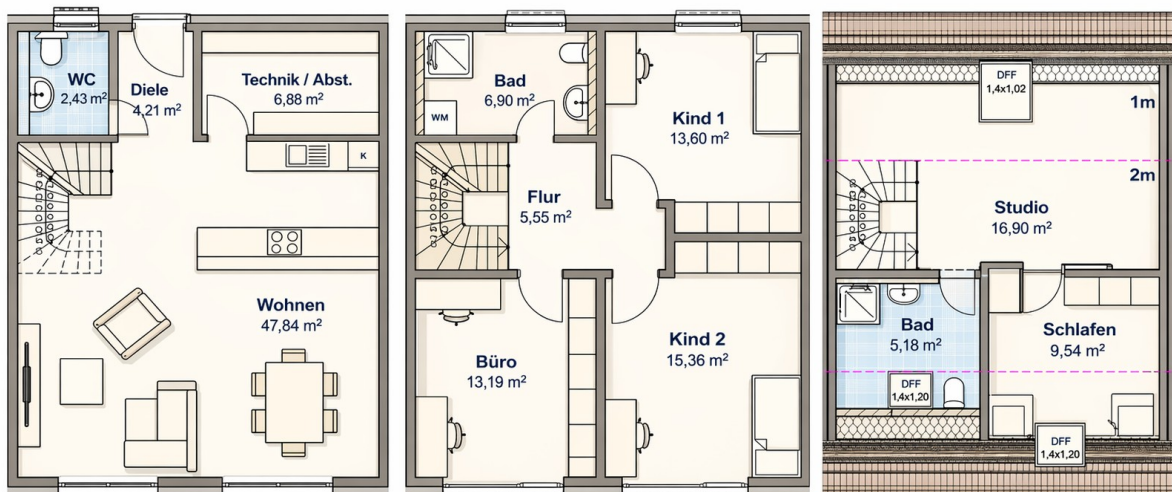 WC
2,43 m²
Diele
4,21 m²
Technik / Abst.
6,88 m²
K
Wohnen
47,84 m²
Bad
6,90 m²
WM
Kind 1
13,60 m²
Flur
5,55 m²
Büro
13,19 m²
Kind 2
15,36 m²
DFF
1,4x1,02
1m
2m
Studio
16,90 m²
Bad
5,18 m²
Schlafen
9,54 m²
DFF
1,4x1,20
DFF
1,4x1,20